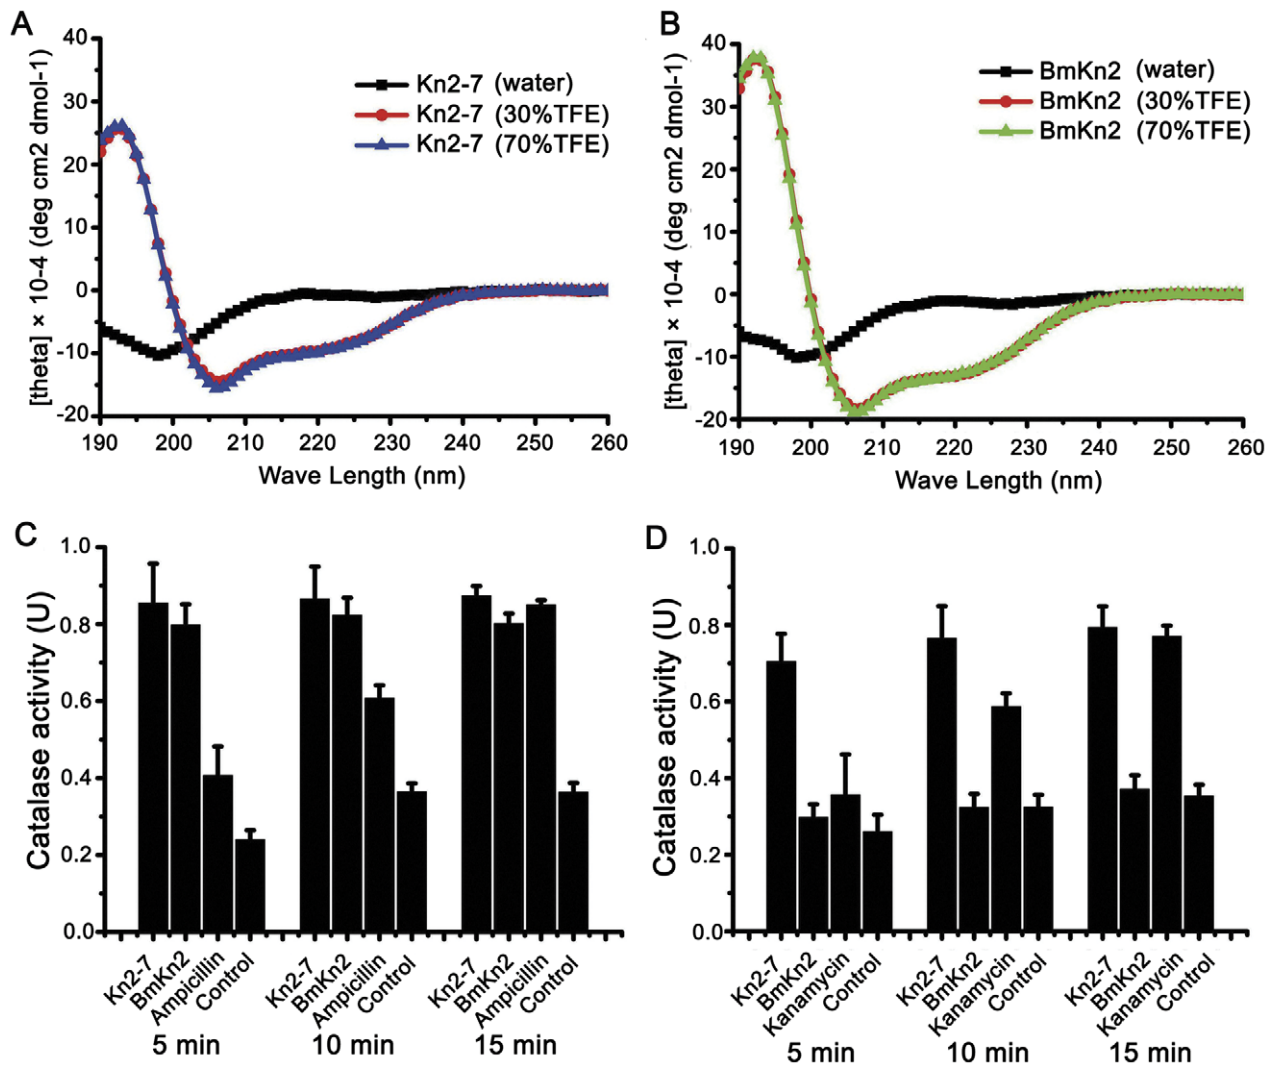 A
[theta] × 10-4 (deg cm2 dmol-1)
40
30
20
10
0
-10
-20
Kn2-7 (water)
Kn2-7 (30%TFE)
Kn2-7 (70%TFE)
190 200 210 220 230 240 250 260
Wave Length (nm)
B
[theta] × 10-4 (deg cm2 dmol-1)
40
30
20
10
0
-10
-20
BmKn2 (water)
BmKn2 (30%TFE)
BmKn2 (70%TFE)
190 200 210 220 230 240 250 260
Wave Length (nm)
C
Catalase activity (U)
1.0
0.8
0.6
0.4
0.2
0.0
Kn2-7
BmKn2
Ampicillin
Control
Kn2-7
BmKn2
Ampicillin
Control
Kn2-7
BmKn2
Ampicillin
Control
5 min 10 min 15 min
D
Catalase activity (U)
1.0
0.8
0.6
0.4
0.2
0.0
Kn2-7
BmKn2
Kanamycin
Control
Kn2-7
BmKn2
Kanamycin
Control
Kn2-7
BmKn2
Kanamycin
Control
5 min 10 min 15 min